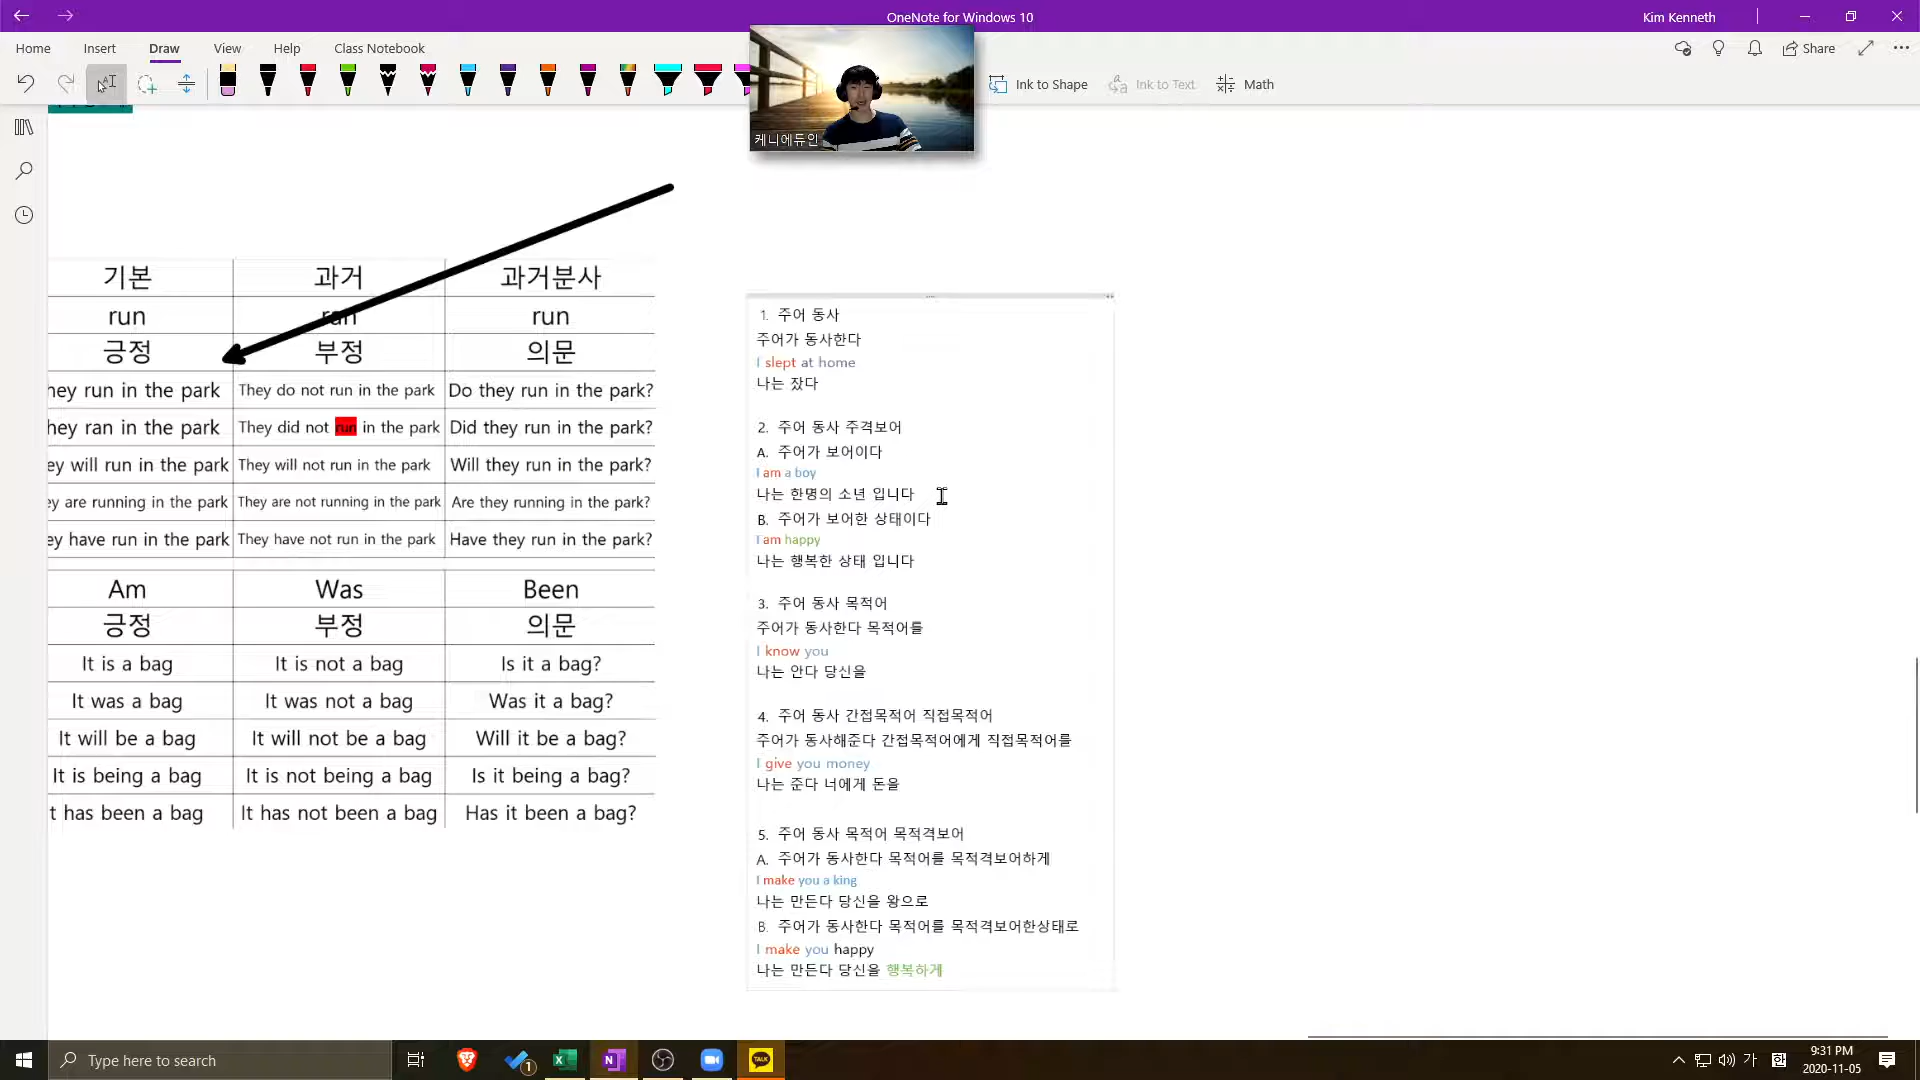 OneNote for Windows 10
Kim Kenneth
Home Insert Draw View Help Class Notebook
Share
Ink to Shape Ink to Text Math
케니에듀인
기본 과거 과거분사
run ran run
긍정 부정 의문
hey run in the park They do not run in the park Do they run in the park?
hey ran in the park They did not run in the park Did they run in the park?
ey will run in the park They will not run in the park Will they run in the park?
ey are running in the park They are not running in the park Are they running in the park?
ey have run in the park They have not run in the park Have they run in the park?
Am Was Been
긍정 부정 의문
It is a bag It is not a bag Is it a bag?
It was a bag It was not a bag Was it a bag?
It will be a bag It will not be a bag Will it be a bag?
It is being a bag It is not being a bag Is it being a bag?
t has been a bag It has not been a bag Has it been a bag?
1. 주어 동사
주어가 동사한다
I slept at home
나는 잤다
2. 주어 동사 주격보어
A. 주어가 보어이다
I am a boy
나는 한명의 소년 입니다
B. 주어가 보어한 상태이다
I am happy
나는 행복한 상태 입니다
3. 주어 동사 목적어
주어가 동사한다 목적어를
I know you
나는 안다 당신을
4. 주어 동사 간접목적어 직접목적어
주어가 동사해준다 간접목적어에게 직접목적어를
I give you money
나는 준다 너에게 돈을
5. 주어 동사 목적어 목적격보어
A. 주어가 동사한다 목적어를 목적격보어하게
I make you a king
나는 만든다 당신을 왕으로
B. 주어가 동사한다 목적어를 목적격보어한상태로
I make you happy
나는 만든다 당신을 행복하게
Type here to search
1
TALK
가
9:31 PM
2020-11-05